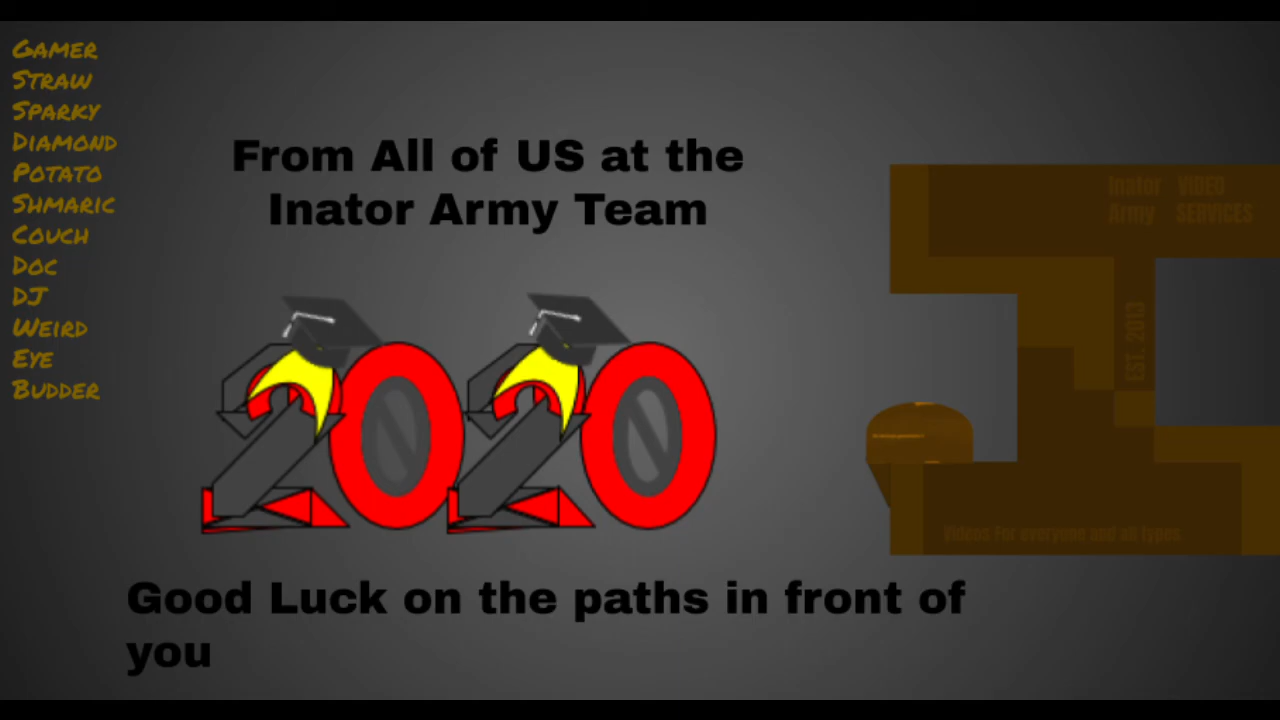 GAMER
STRAW
SPARKY
DIAMOND
POTATO
SHMARIC
COUCH
DOC
DJ
WEIRD
EYE
BUDDER
From All of US at the
Inator Army Team
2020
Good Luck on the paths in front of
you
Inator VIDEO
Army SERVICES
EST. 2013
Videos for everyone and all types